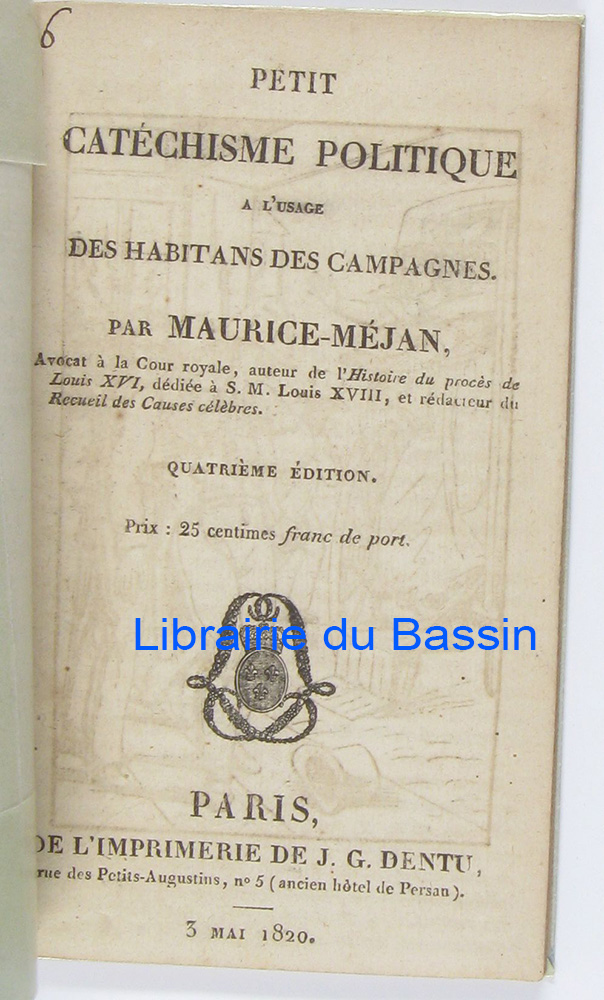 6
PETIT
CATÉCHISME POLITIQUE
A L'USAGE
DES HABITANS DES CAMPAGNES.
PAR MAURICE-MÉJAN,
Avocat à la Cour royale, auteur de l'Histoire du procès de
Louis XVI, dédiée à S. M. Louis XVIII, et rédacteur du
Recueil des Causes célèbres.
QUATRIÈME ÉDITION.
Prix : 25 centimes franc de port.
Librairie du Bassin
PARIS,
DE L'IMPRIMERIE DE J. G. DENTU,
rue des Petits-Augustins, nº 5 (ancien hôtel de Persan).
3 MAI 1820.